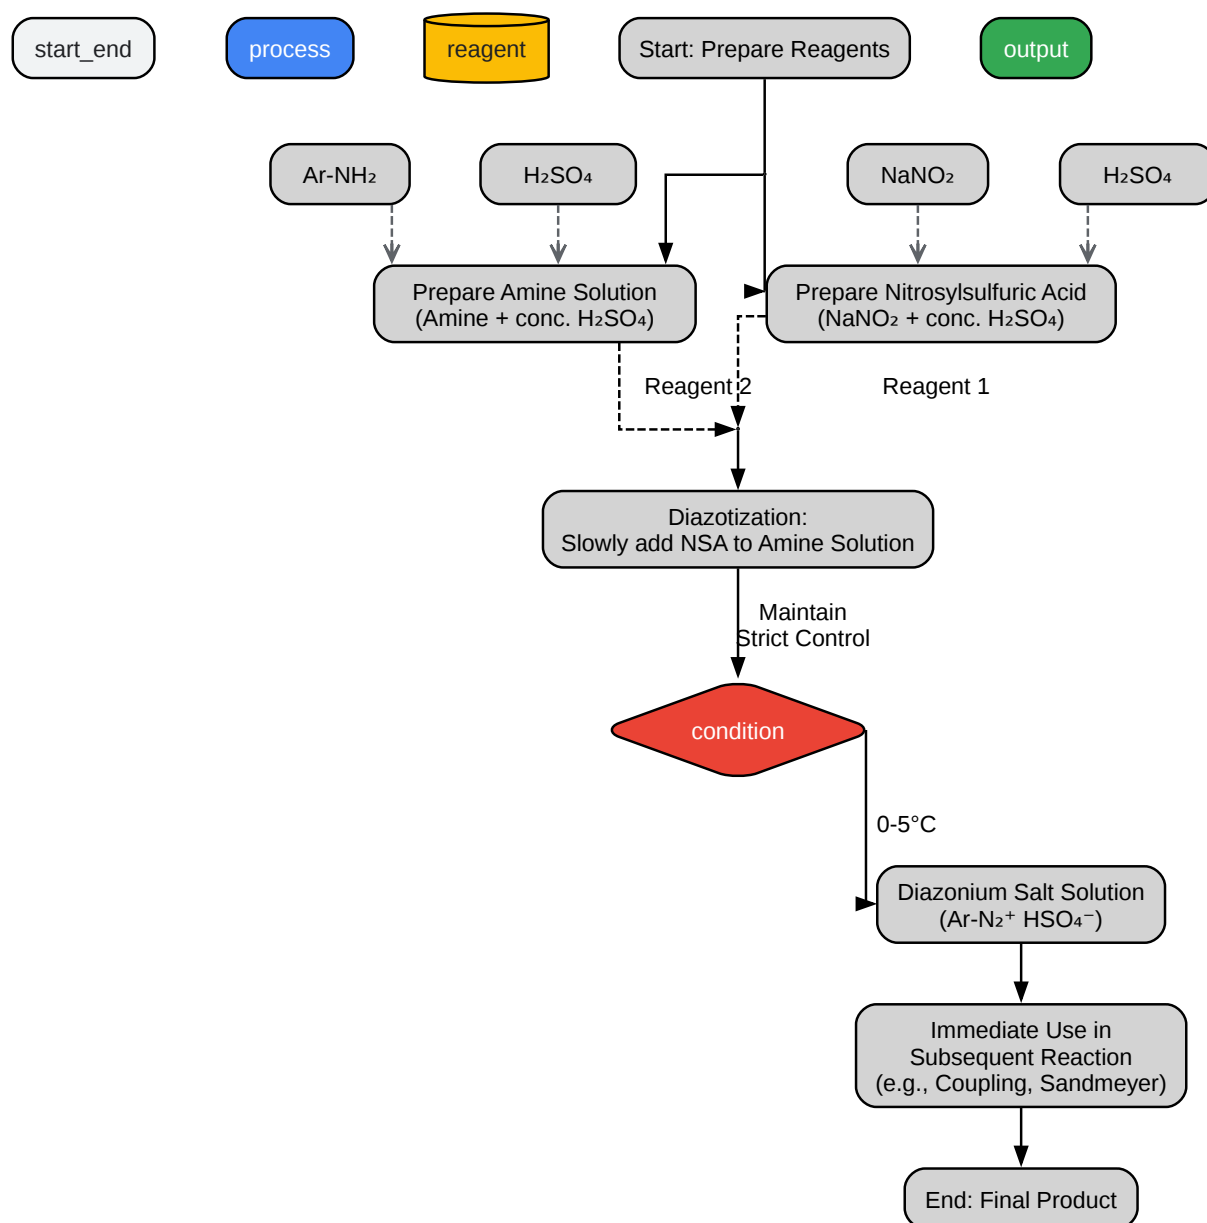 start_end
process
reagent
Start: Prepare Reagents
output
Ar-NH₂
H₂SO₄
NaNO₂
H₂SO₄
Prepare Amine Solution
(Amine + conc. H₂SO₄)
Prepare Nitrosylsulfuric Acid
(NaNO₂ + conc. H₂SO₄)
Reagent 2
Reagent 1
Diazotization:
Slowly add NSA to Amine Solution
Maintain
Strict Control
condition
0-5°C
Diazonium Salt Solution
(Ar-N₂⁺ HSO₄⁻)
Immediate Use in
Subsequent Reaction
(e.g., Coupling, Sandmeyer)
End: Final Product